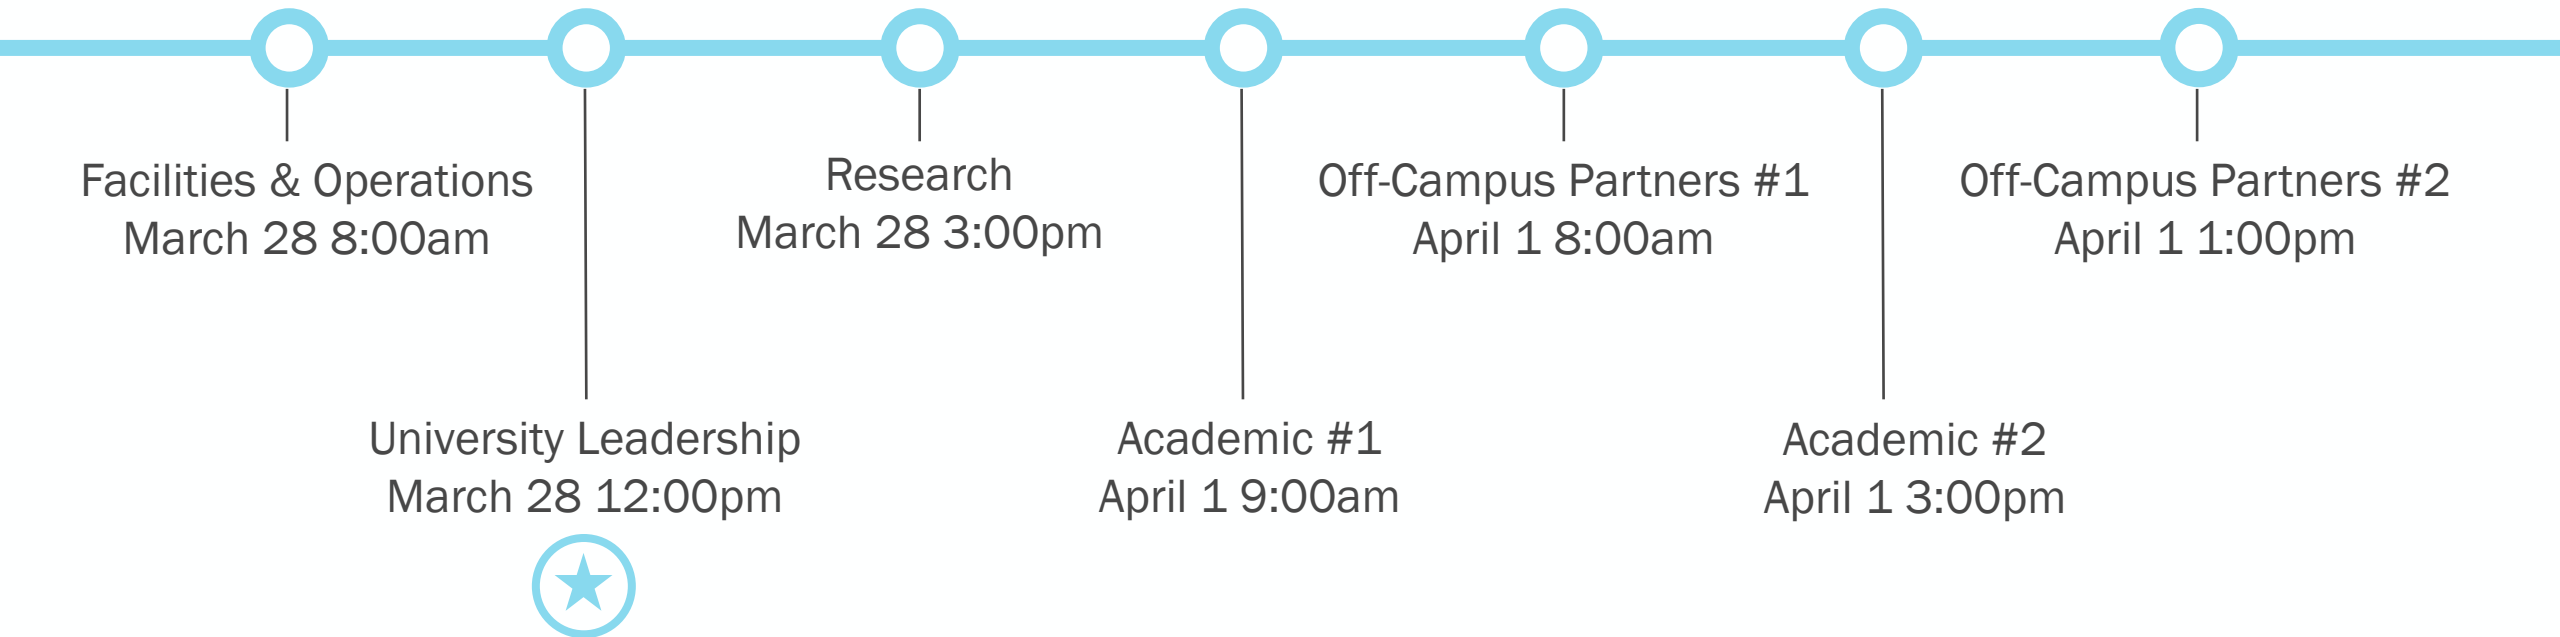 Facilities & Operations
March 28 8:00am
University Leadership
March 28 12:00pm
Research
March 28 3:00pm
Academic #1
April 1 9:00am
Off-Campus Partners #1
April 1 8:00am
Academic #2
April 1 3:00pm
Off-Campus Partners #2
April 1 1:00pm